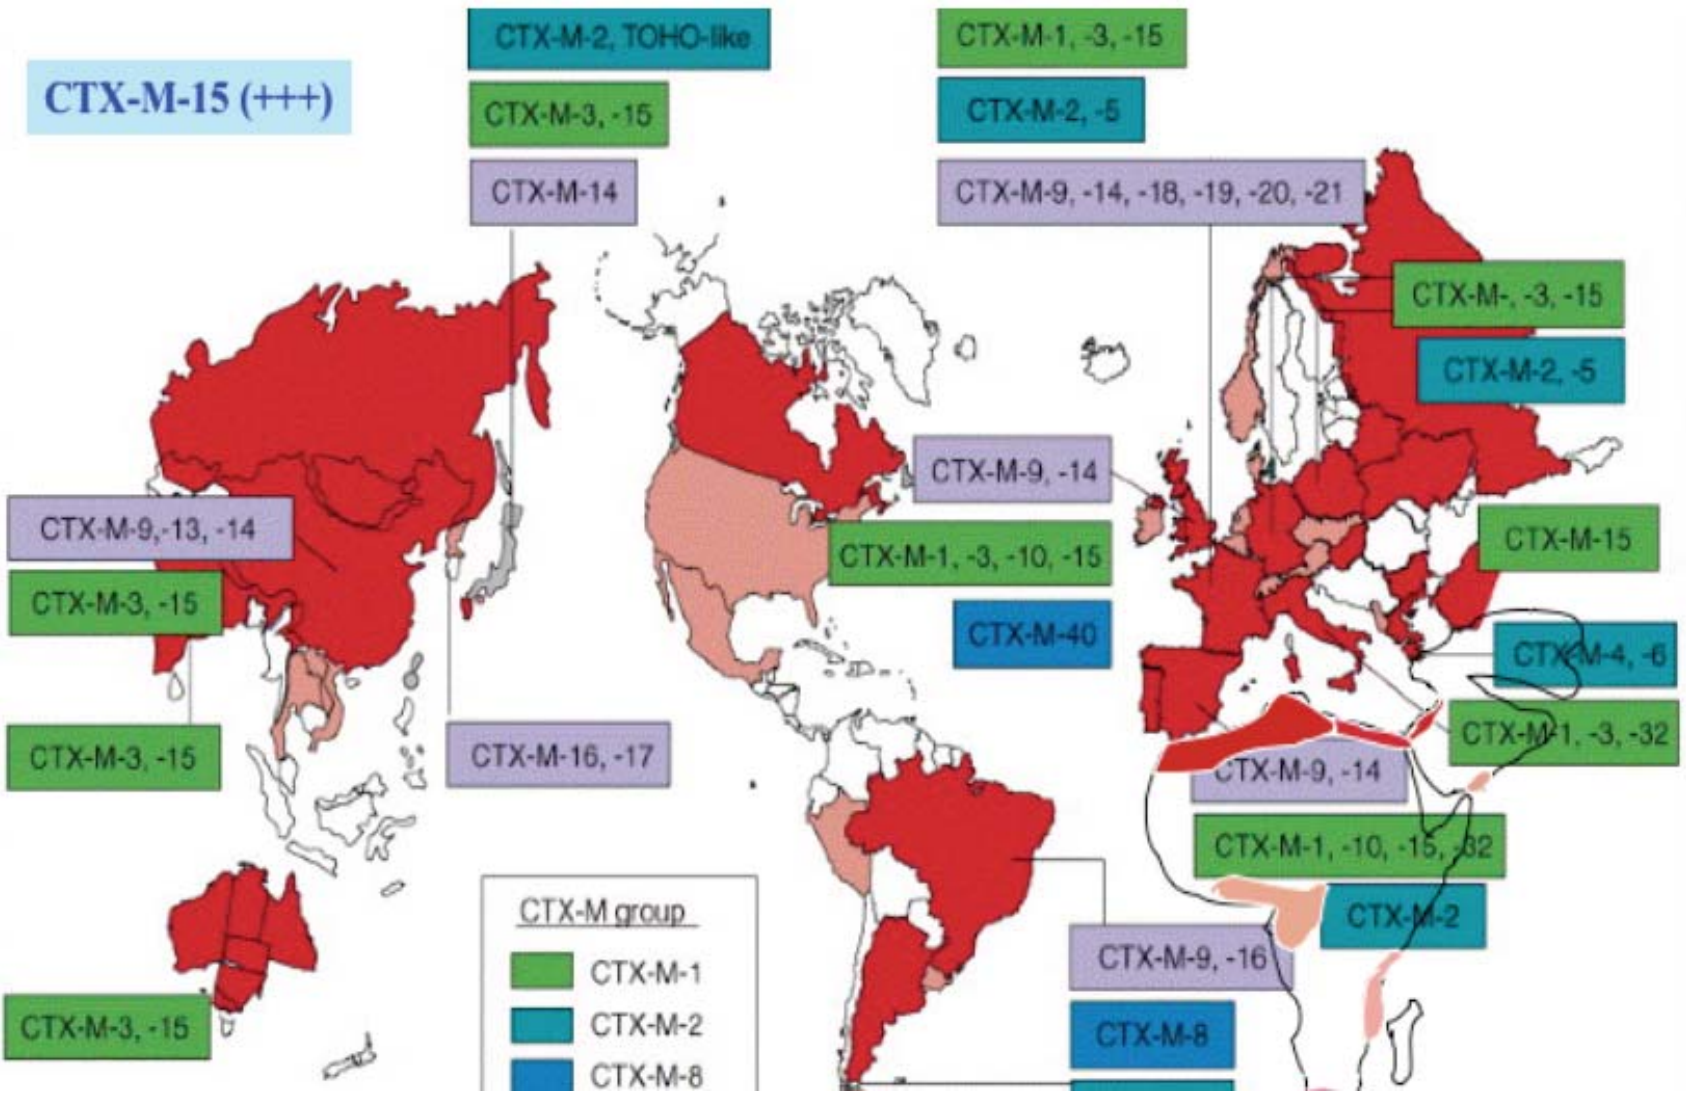 CTX-M-15 (+++)
CTX-M-2, TOHO-like
CTX-M-3, -15
CTX-M-14
CTX-M-1, -3, -15
CTX-M-2, -5
CTX-M-9, -14, -18, -19, -20, -21
CTX-M-, -3, -15
CTX-M-2, -5
CTX-M-9, -14
CTX-M-1, -3, -10, -15
CTX-M-40
CTX-M-15
CTX-M-4, -6
CTX-M-1, -3, -32
CTX-M-9,-13, -14
CTX-M-3, -15
CTX-M-3, -15
CTX-M-16, -17
CTX-M-9, -14
CTX-M-1, -10, -15, -32
CTX-M-2
CTX-M-9, -16
CTX-M-8
CTX-M-3, -15
CTX-M group
CTX-M-1
CTX-M-2
CTX-M-8